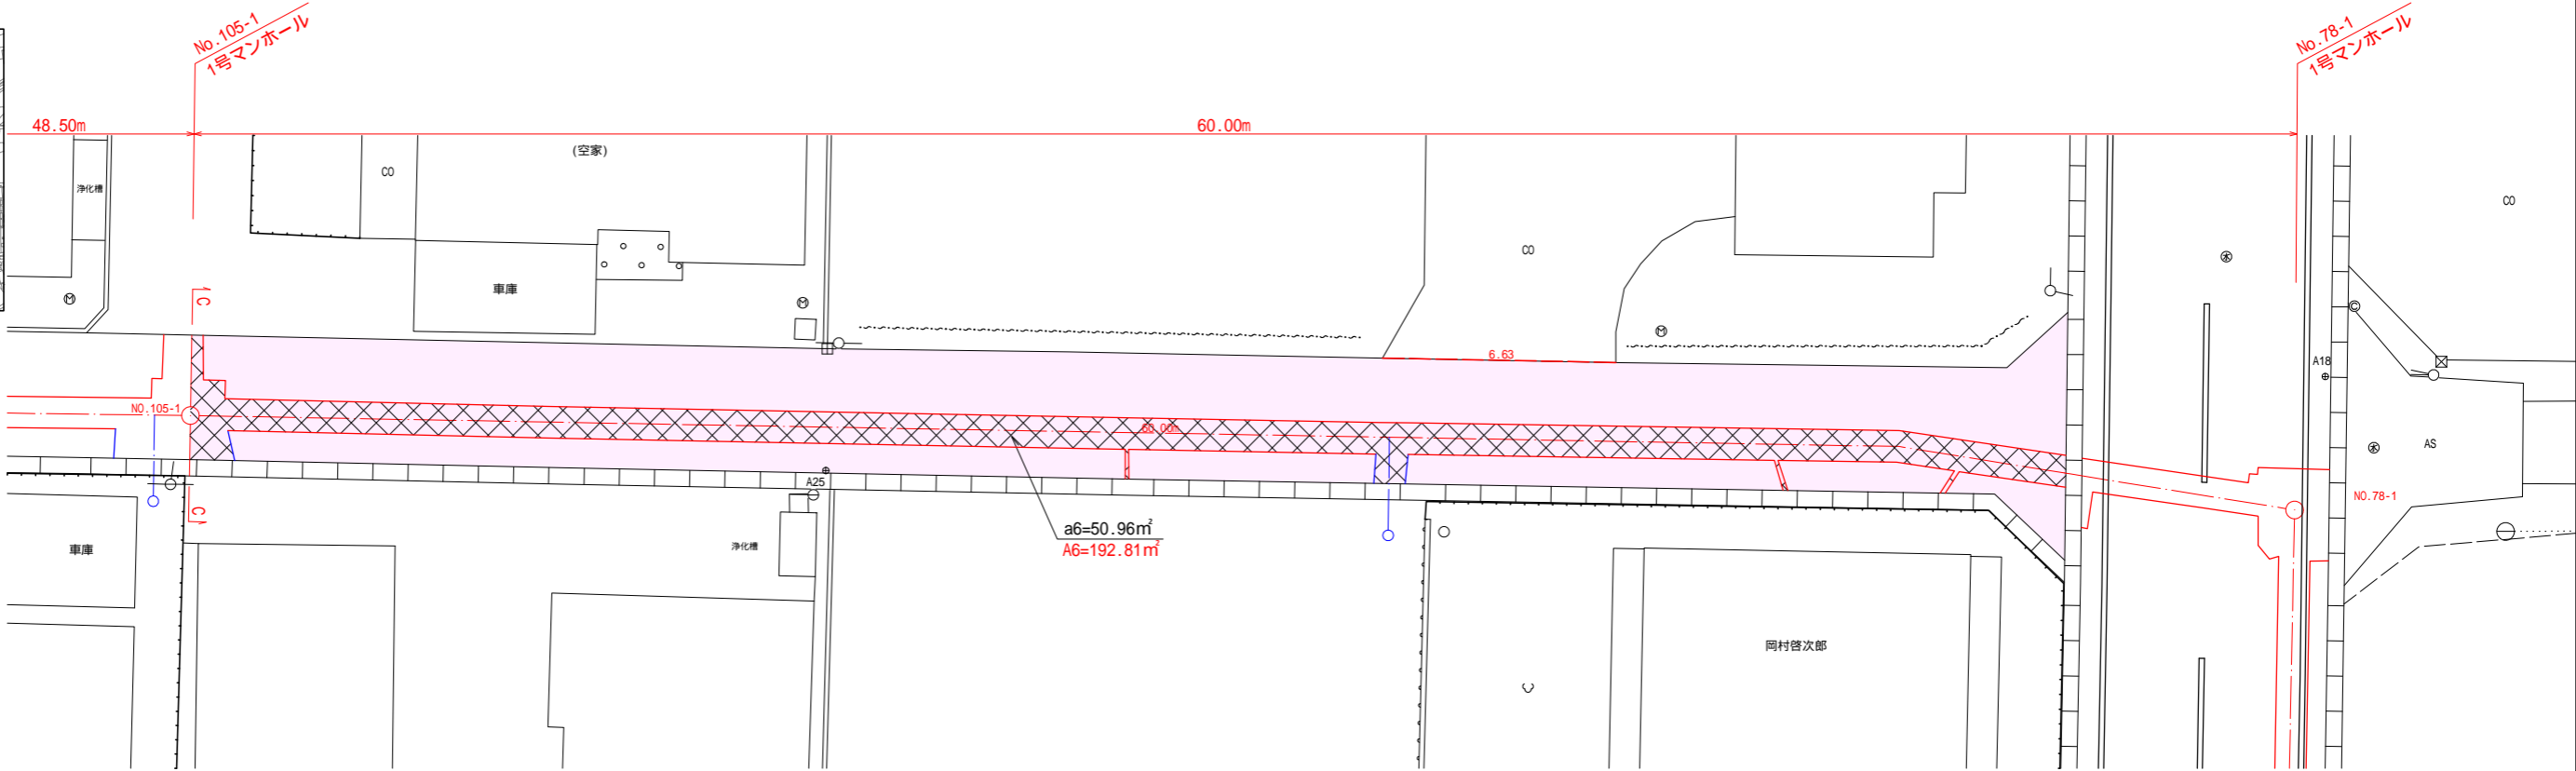 No.105-1
1号マンホール
No.78-1
1号マンホール
48.50m
60.00m
(空家)
CO
浄化槽
CO
CO
車庫
M
M
M
C
6.63
A18
C
NO.105-1
60.00m
AS
A25
NO.78-1
C
a6=50.96㎡
A6=192.81㎡
浄化槽
車庫
岡村啓次郎